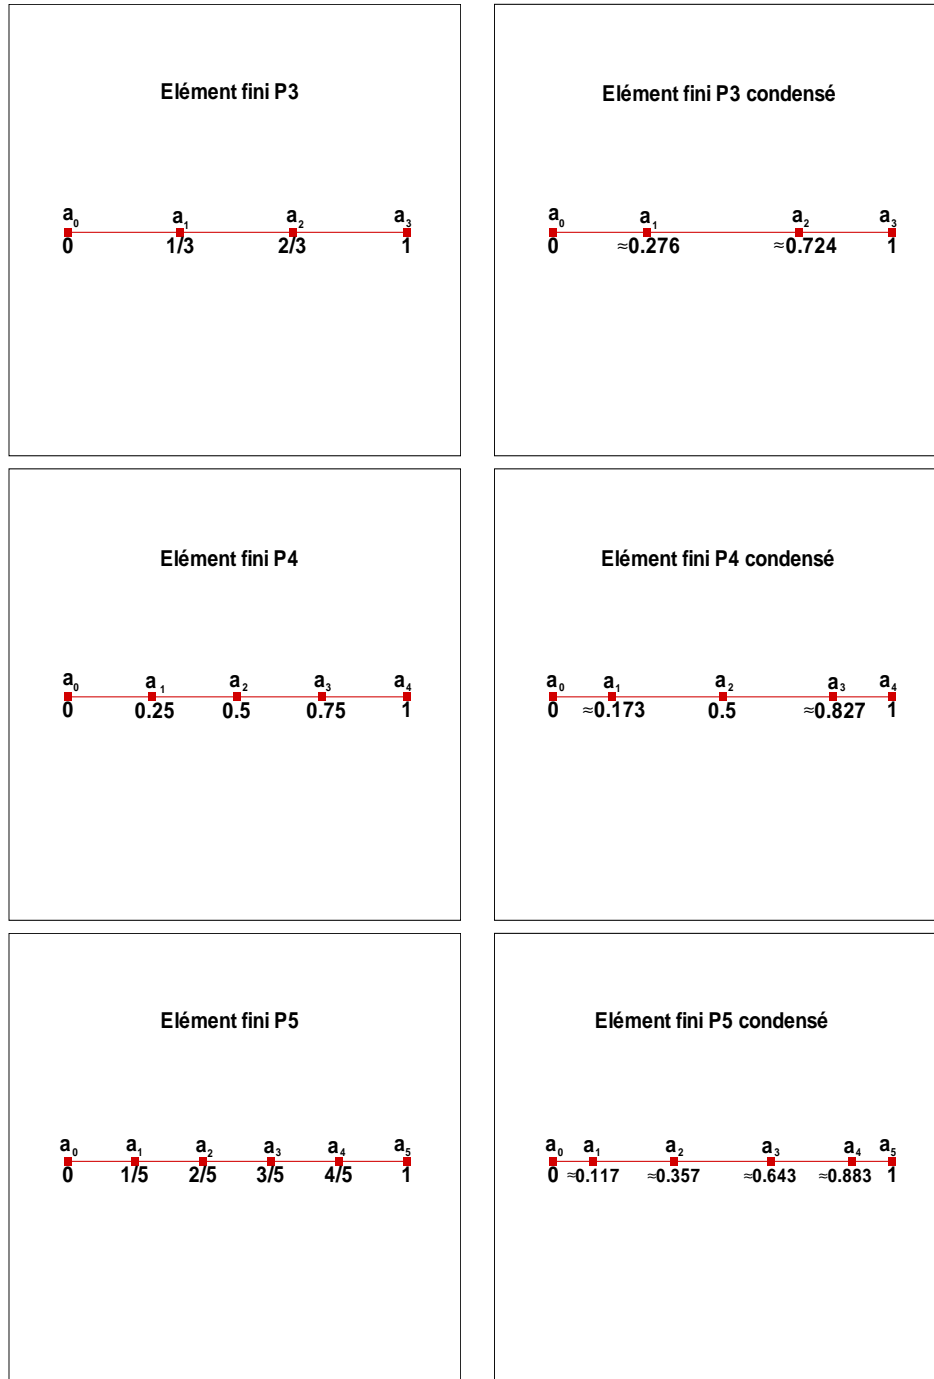 Elément fini P3
a₀ a₁ a₂ a₃
0 1/3 2/3 1
Elément fini P3 condensé
a₀ a₁ a₂ a₃
0 ≈0.276 ≈0.724 1
Elément fini P4
a₀ a₁ a₂ a₃ a₄
0 0.25 0.5 0.75 1
Elément fini P4 condensé
a₀ a₁ a₂ a₃ a₄
0 ≈0.173 0.5 ≈0.827 1
Elément fini P5
a₀ a₁ a₂ a₃ a₄ a₅
0 1/5 2/5 3/5 4/5 1
Elément fini P5 condensé
a₀ a₁ a₂ a₃ a₄ a₅
0 ≈0.117 ≈0.357 ≈0.643 ≈0.883 1